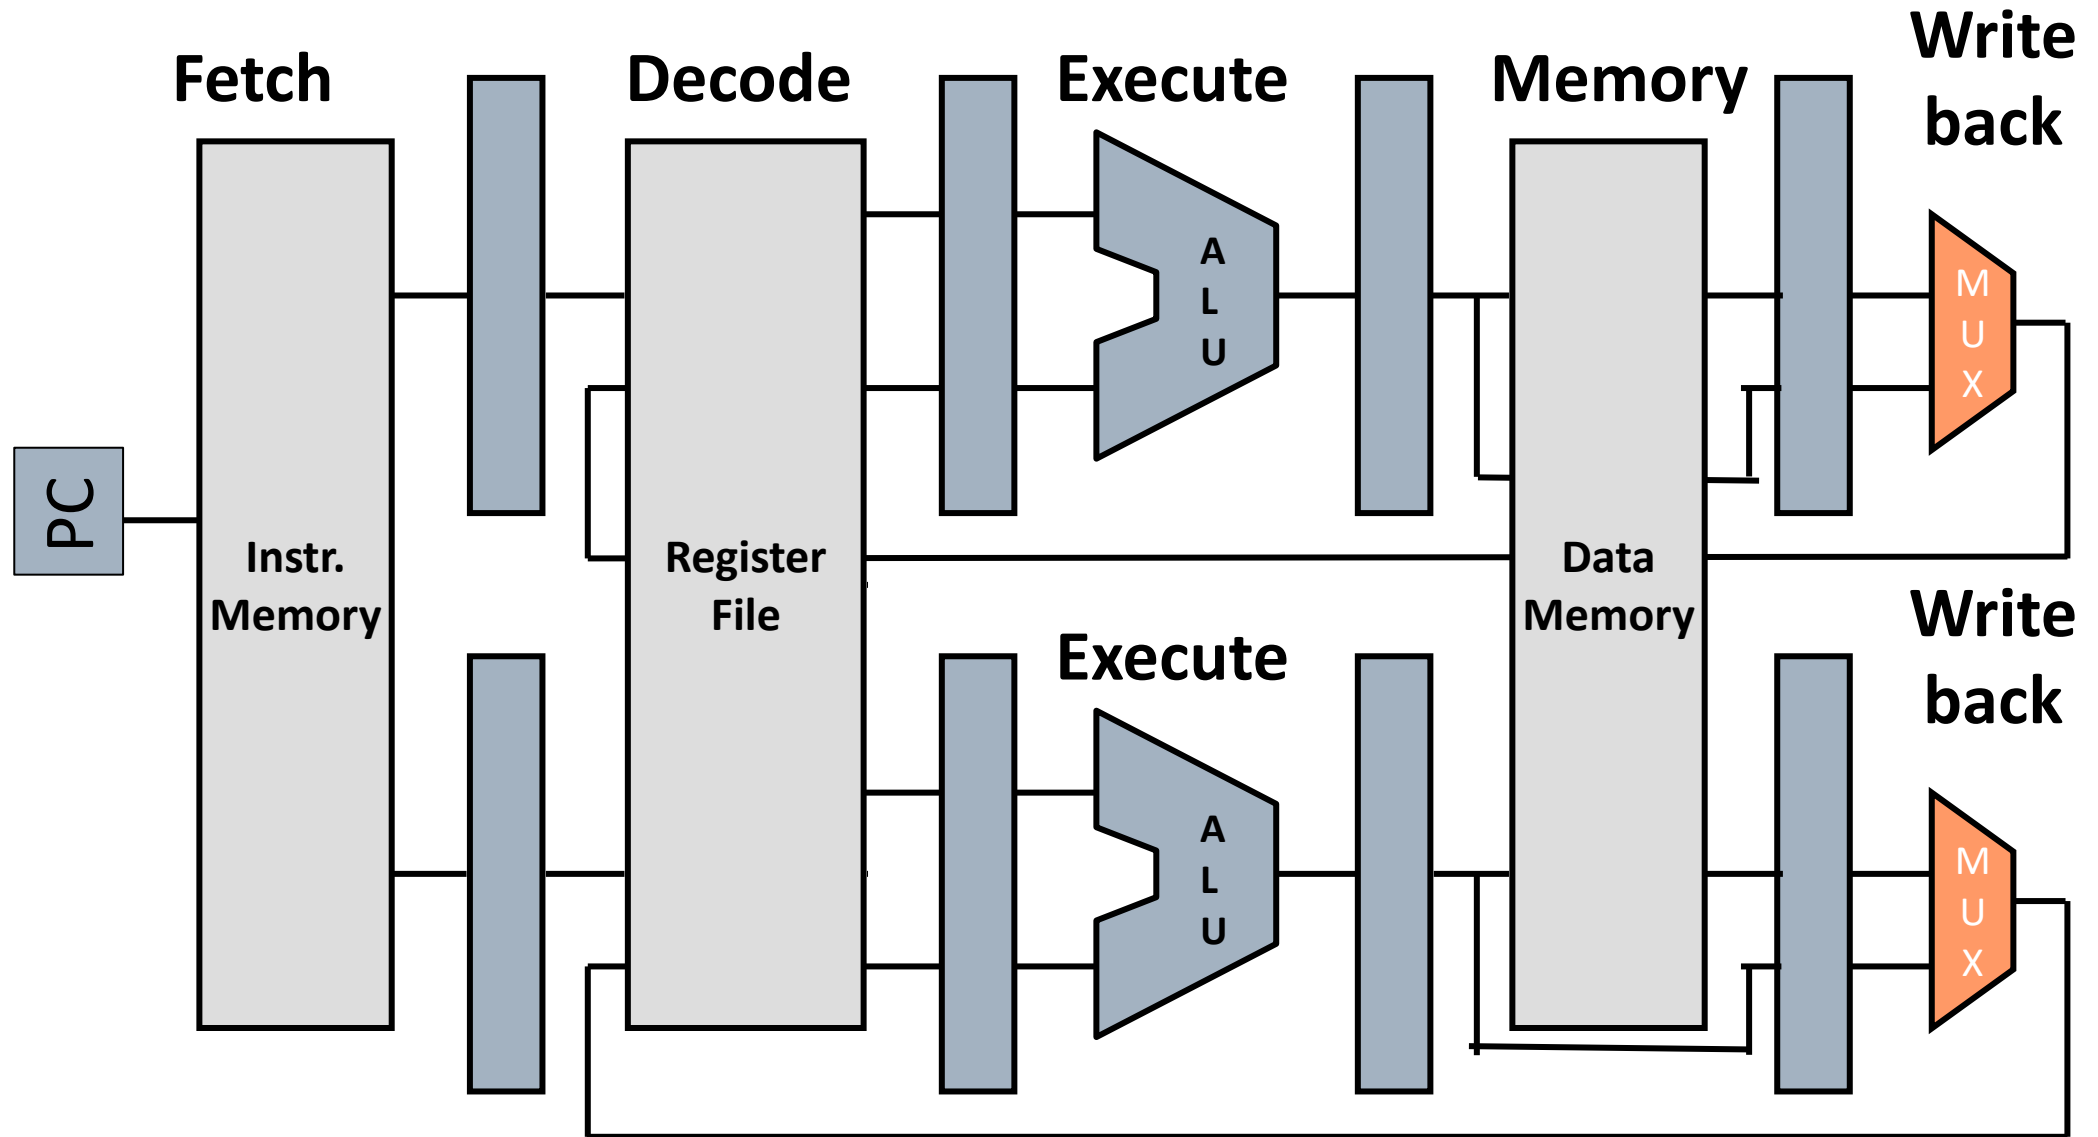 Fetch
Decode
Execute
Memory
Write
back
A
L
U
M
U
X
PC
Instr.
Memory
Register
File
Data
Memory
Execute
Write
back
A
L
U
M
U
X